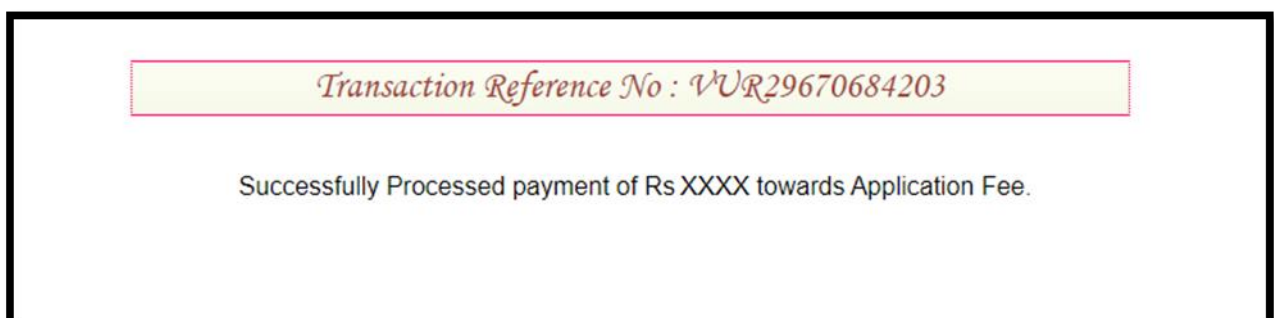 Transaction Reference No : VUR29670684203
Successfully Processed payment of Rs XXXX towards Application Fee.